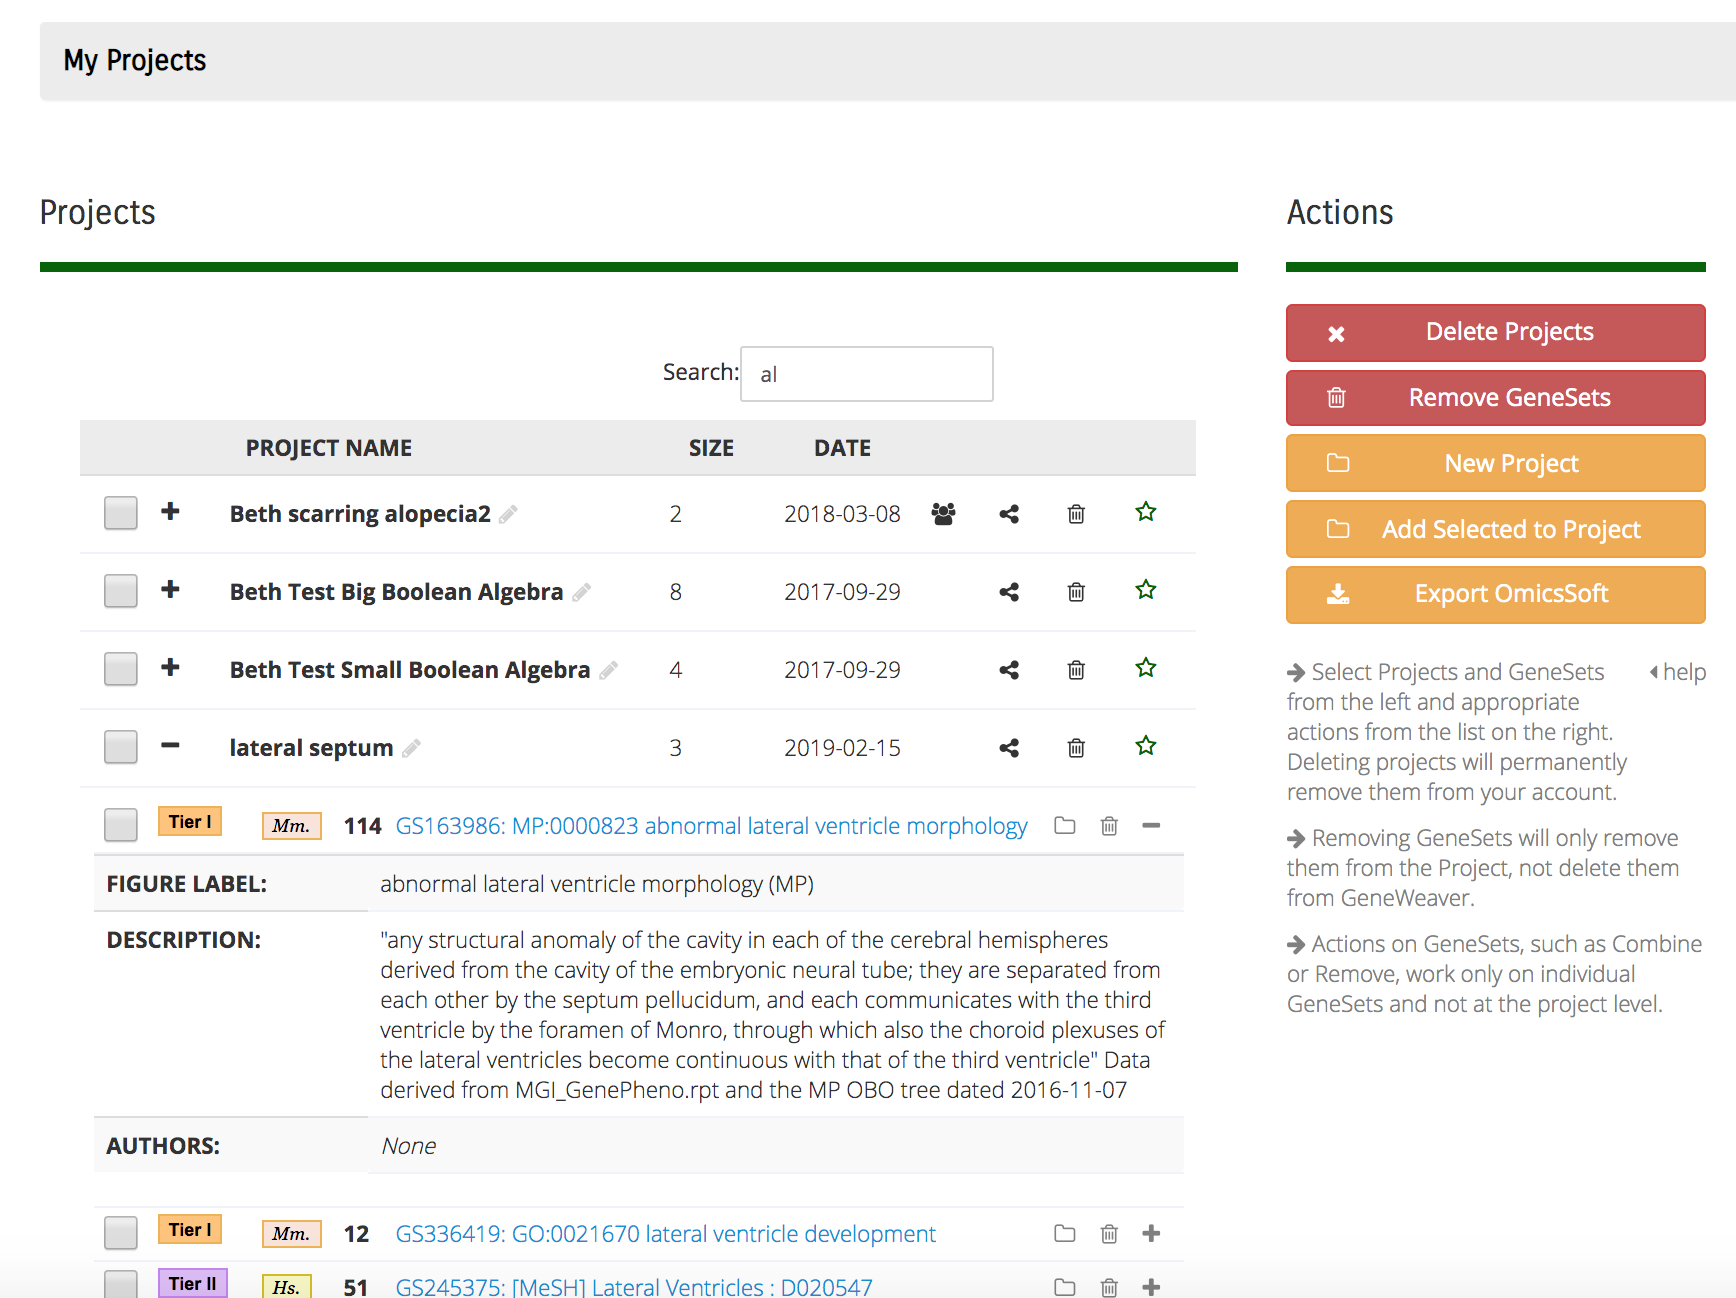 My Projects
Projects
Search: al
PROJECT NAME SIZE DATE
Beth scarring alopecia2 2 2018-03-08
Beth Test Big Boolean Algebra 8 2017-09-29
Beth Test Small Boolean Algebra 4 2017-09-29
lateral septum 3 2019-02-15
Tier I Mm. 114 GS163986: MP:0000823 abnormal lateral ventricle morphology
FIGURE LABEL: abnormal lateral ventricle morphology (MP)
DESCRIPTION: "any structural anomaly of the cavity in each of the cerebral hemispheres
derived from the cavity of the embryonic neural tube; they are separated from
each other by the septum pellucidum, and each communicates with the third
ventricle by the foramen of Monro, through which also the choroid plexuses of
the lateral ventricles become continuous with that of the third ventricle" Data
derived from MGI_GenePheno.rpt and the MP OBO tree dated 2016-11-07
AUTHORS: None
Tier I Mm. 12 GS336419: GO:0021670 lateral ventricle development
Tier II Hs. 51 GS245375: [MeSH] Lateral Ventricles : D020547
Actions
Delete Projects
Remove GeneSets
New Project
Add Selected to Project
Export OmicsSoft
help
Select Projects and GeneSets
from the left and appropriate
actions from the list on the right.
Deleting projects will permanently
remove them from your account.
Removing GeneSets will only remove
them from the Project, not delete them
from GeneWeaver.
Actions on GeneSets, such as Combine
or Remove, work only on individual
GeneSets and not at the project level.